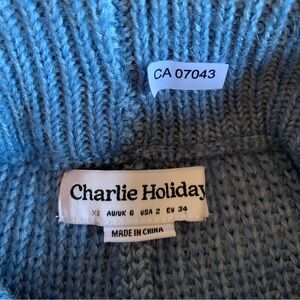 CA 07043
Charlie Holiday
XS AU/UK 6 USA 2 EU 34
MADE IN CHINA